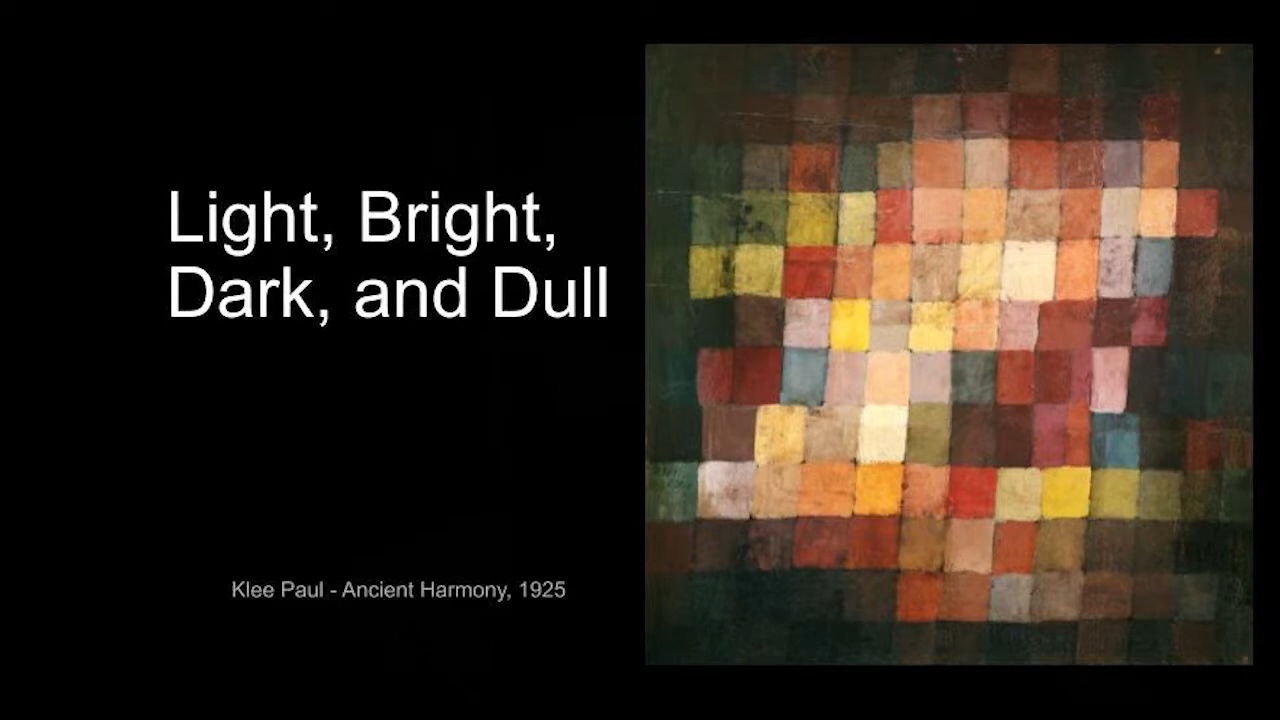 Light, Bright,
Dark, and Dull
Klee Paul - Ancient Harmony, 1925